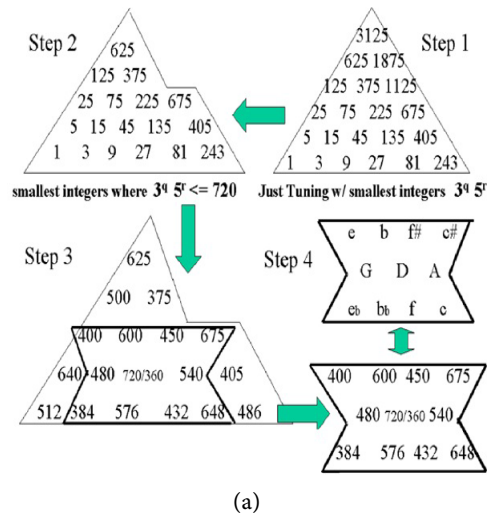 Step 2
625
125 375
25 75 225 675
5 15 45 135 405
1 3 9 27 81 243
smallest integers where 3q 5r <= 720
Step 1
3125
625 1875
125 375 1125
25 75 225 675
5 15 45 135 405
1 3 9 27 81 243
Just Tuning w/ smallest integers 3q 5r
Step 3
625
500 375
400 600 450 675
640 480 720/360 540 405
512 384 576 432 648 486
Step 4
e b f# c#
G D A
eb bb f c
400 600 450 675
480 720/360 540
384 576 432 648
(a)